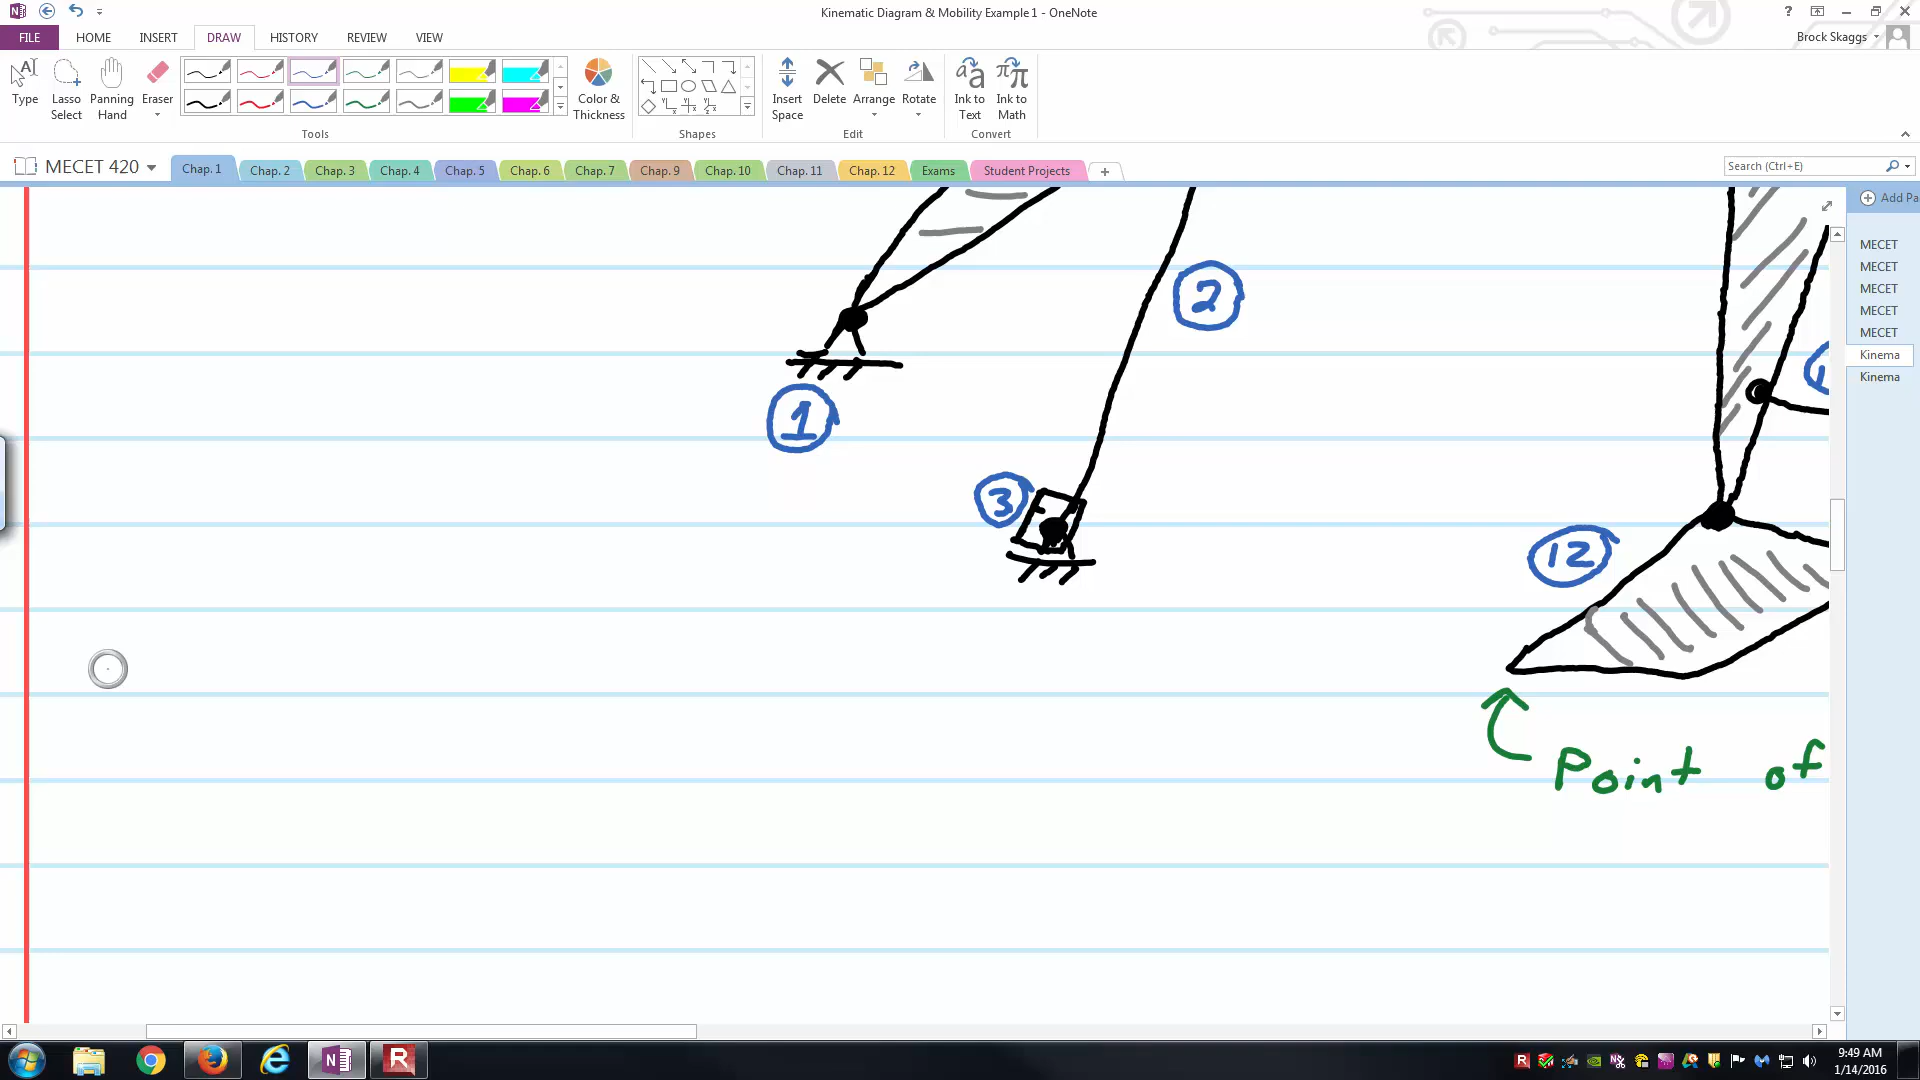 Kinematic Diagram & Mobility Example 1 - OneNote
FILE HOME INSERT DRAW HISTORY REVIEW VIEW
Brock Skaggs
Type Lasso Select Panning Hand Eraser
Color & Thickness
Insert Space Delete Arrange Rotate
Ink to Text Ink to Math
Tools Shapes Edit Convert
MECET 420 Chap. 1 Chap. 2 Chap. 3 Chap. 4 Chap. 5 Chap. 6 Chap. 7 Chap. 9 Chap. 10 Chap. 11 Chap. 12 Exams Student Projects
Search (Ctrl+E)
Add Pa
MECET
MECET
MECET
MECET
MECET
Kinema
Kinema
2
1
3
12
Point of
9:49 AM
1/14/2016